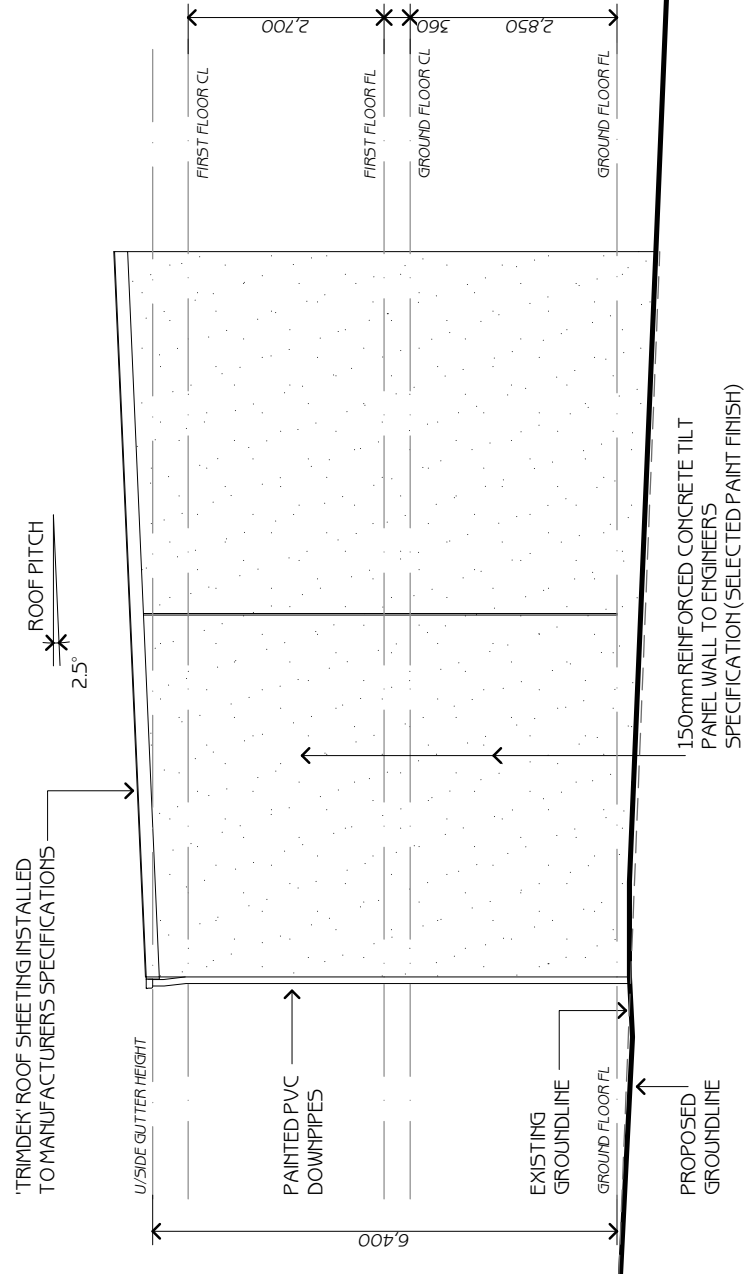 'TRIMDEK' ROOF SHEETING INSTALLED
TO MANUFACTURERS SPECIFICATIONS
ROOF PITCH
2.5°
U/SIDE GUTTER HEIGHT
FIRST FLOOR CL
2,700
FIRST FLOOR FL
360
GROUND FLOOR CL
2,850
GROUND FLOOR FL
6,400
PAINTED PVC
DOWNPIPES
EXISTING
GROUNDLINE
GROUND FLOOR FL
PROPOSED
GROUNDLINE
150mm REINFORCED CONCRETE TILT
PANEL WALL TO ENGINEERS
SPECIFICATION (SELECTED PAINT FINISH)